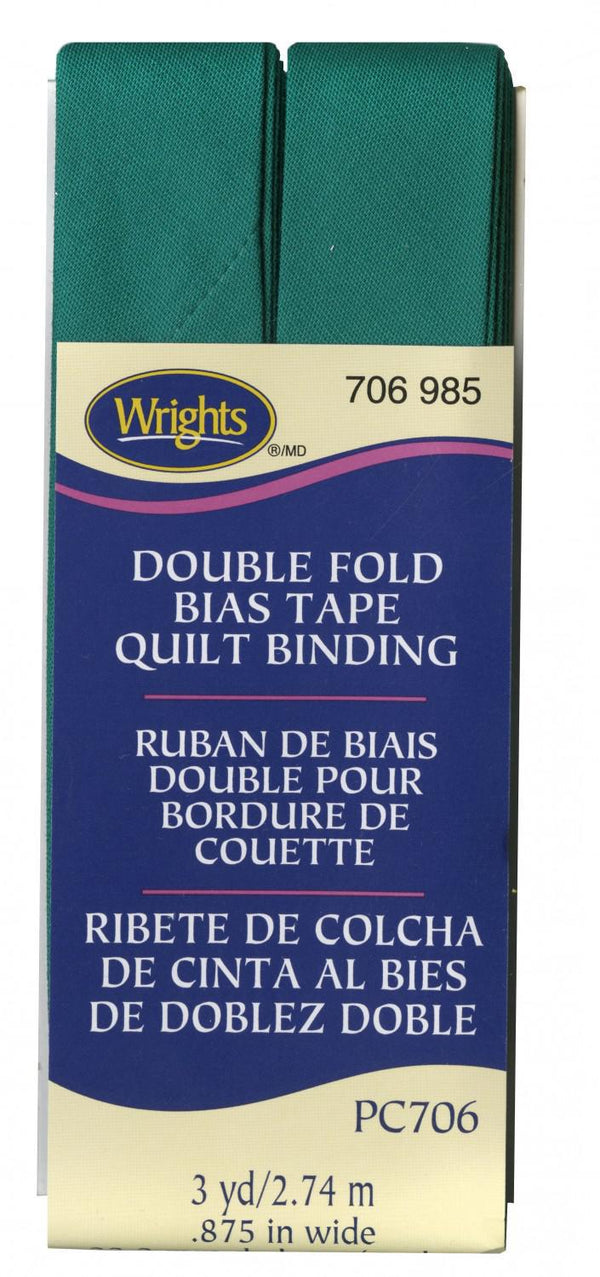 Wrights
®/MD
706 985
DOUBLE FOLD
BIAS TAPE
QUILT BINDING
RUBAN DE BIAIS
DOUBLE POUR
BORDURE DE
COUETTE
RIBETE DE COLCHA
DE CINTA AL BIES
DE DOBLEZ DOBLE
PC706
3 yd/2.74 m
.875 in wide